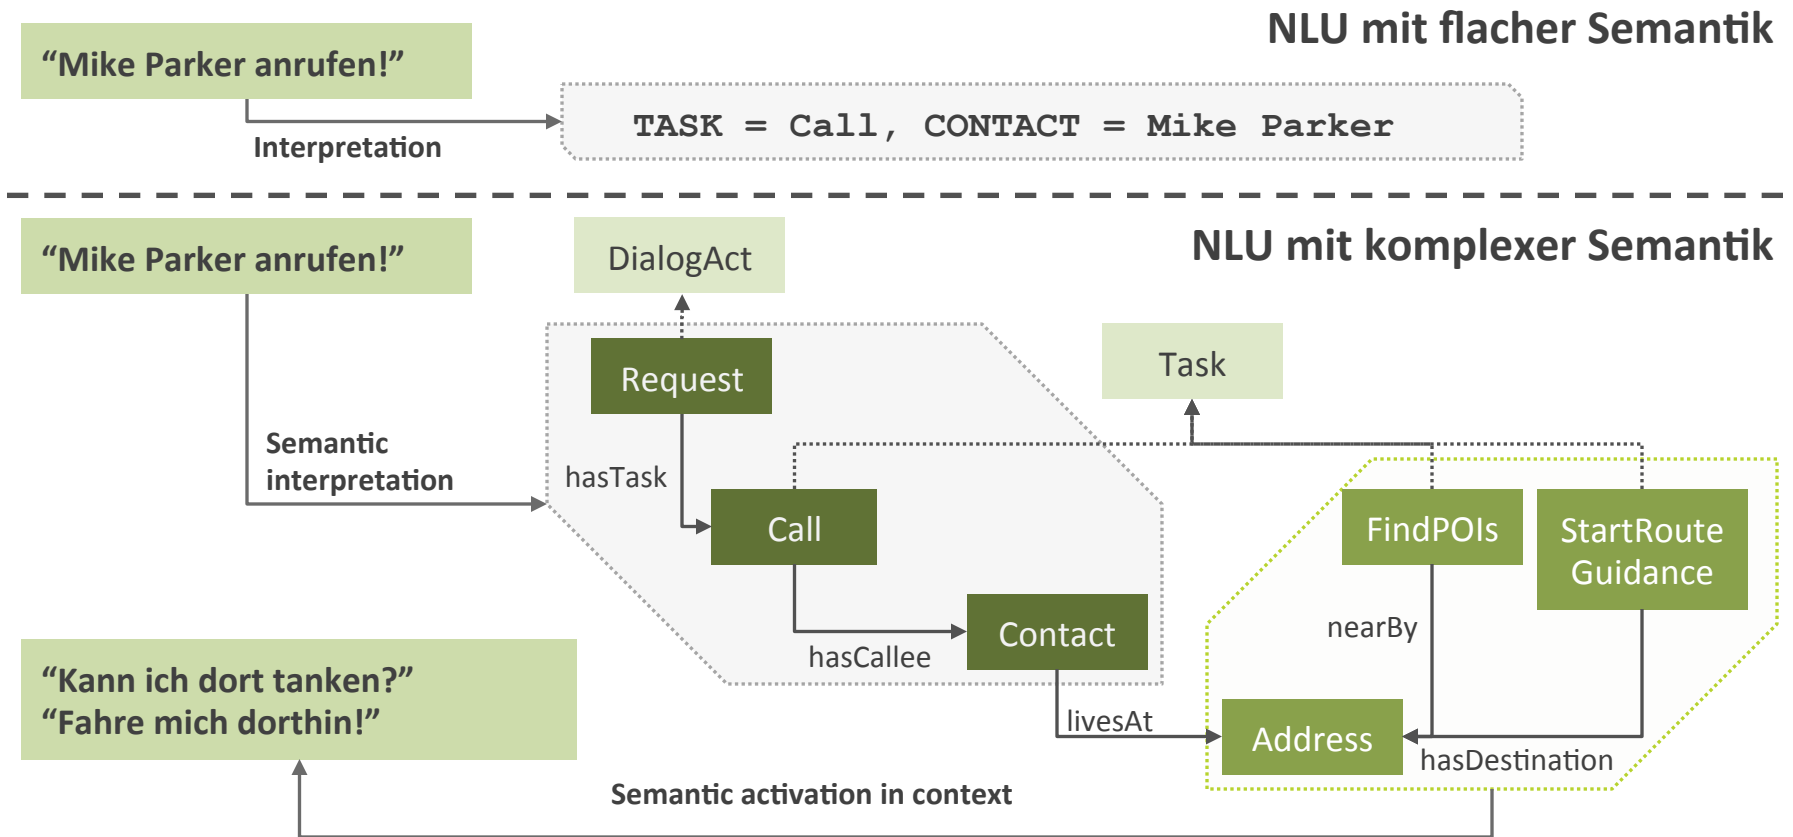 NLU mit flacher Semantik
“Mike Parker anrufen!”
TASK = Call, CONTACT = Mike Parker
Interpretation
NLU mit komplexer Semantik
“Mike Parker anrufen!”
DialogAct
Task
Request
Semantic
interpretation
hasTask
Call
FindPOIs
StartRoute
Guidance
hasCallee
Contact
nearBy
“Kann ich dort tanken?”
“Fahre mich dorthin!”
livesAt
Address
hasDestination
Semantic activation in context